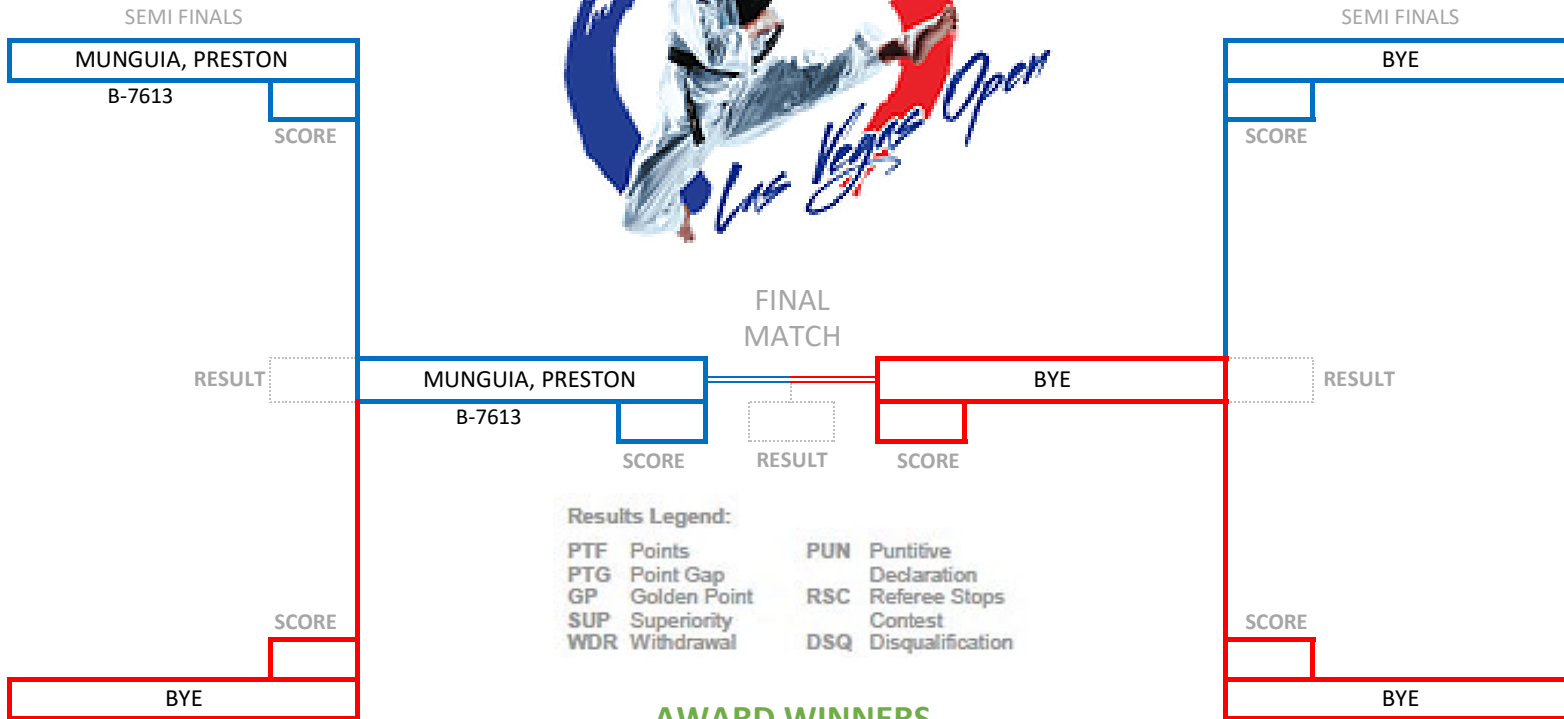 SEMI FINALS
SEMI FINALS
MUNGUIA, PRESTON
BYE
B-7613
SCORE
SCORE
Las Vegas Open
FINAL
MATCH
RESULT
MUNGUIA, PRESTON
BYE
RESULT
B-7613
SCORE
RESULT
SCORE
Results Legend:
PTF Points
PTG Point Gap
GP Golden Point
SUP Superiority
WDR Withdrawal
PUN Puntitive
Declaration
RSC Referee Stops
Contest
DSQ Disqualification
SCORE
SCORE
BYE
BYE
AWARD WINNERS